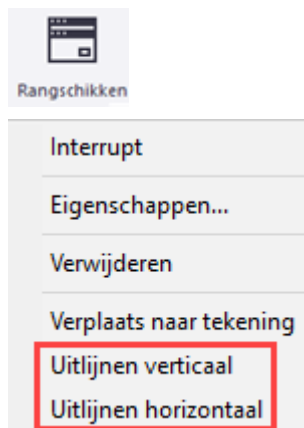 Rangschikken
Interrupt
Eigenschappen...
Verwijderen
Verplaats naar tekening
Uitlijnen verticaal
Uitlijnen horizontaal